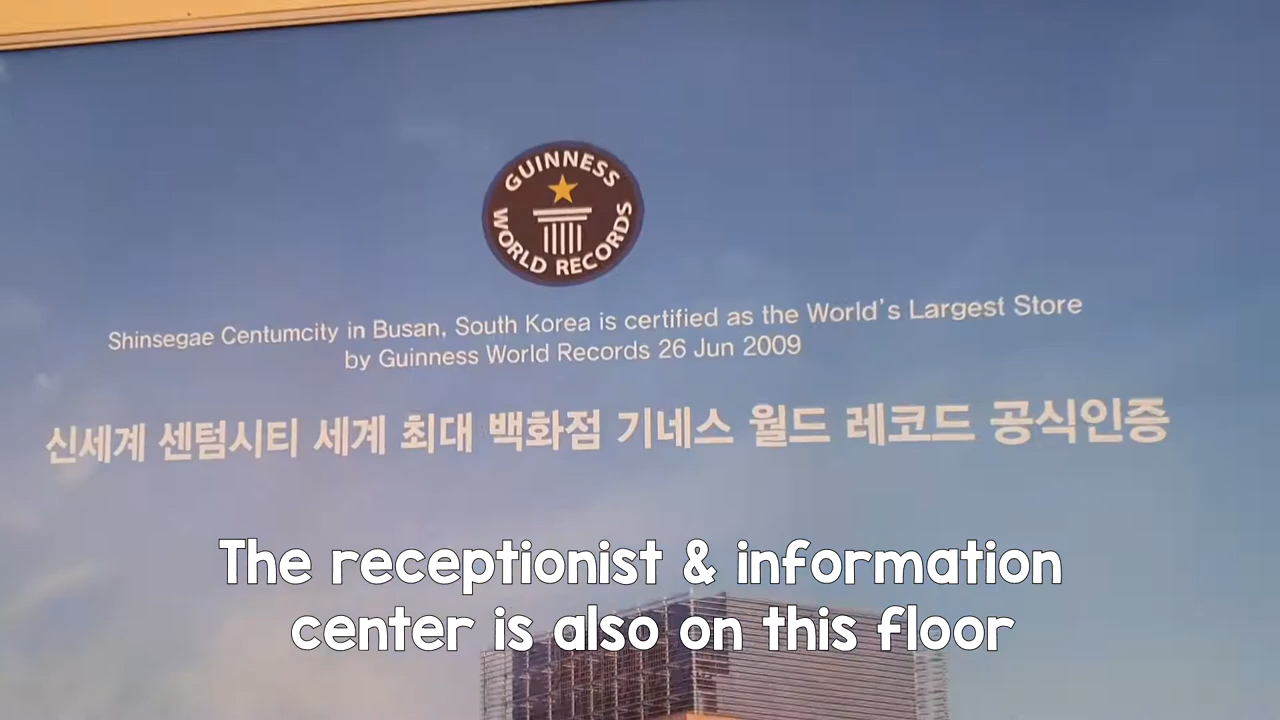 GUINNESS
WORLD RECORDS
Shinsegae Centumcity in Busan, South Korea is certified as the World's Largest Store
by Guinness World Records 26 Jun 2009
신세계 센텀시티 세계 최대 백화점 기네스 월드 레코드 공식인증
The receptionist & information
center is also on this floor